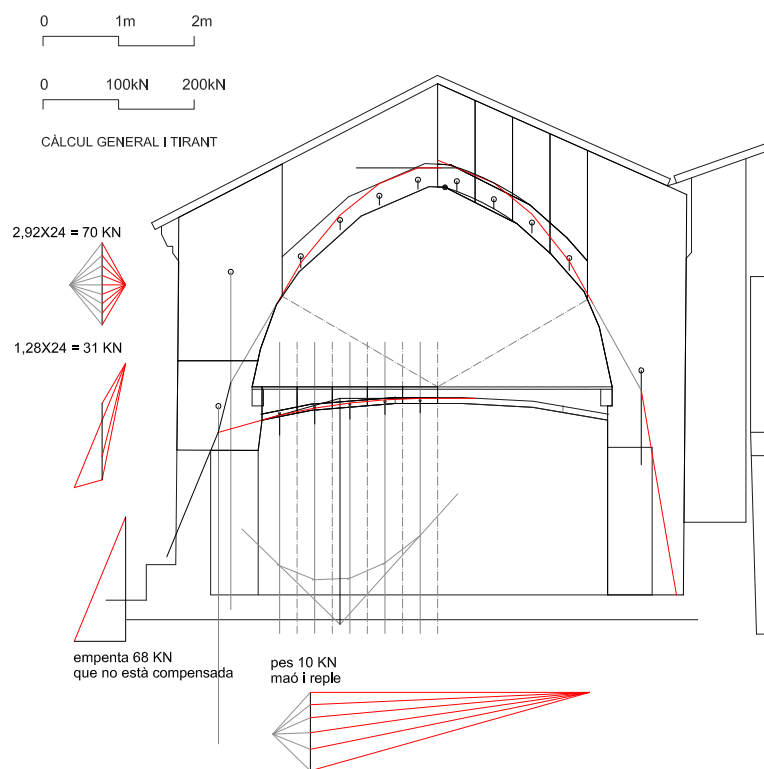 0 1m 2m
0 100kN 200kN
CÀLCUL GENERAL I TIRANT
2,92X24 = 70 KN
1,28X24 = 31 KN
empenta 68 KN
que no està compensada
pes 10 KN
maó i reple